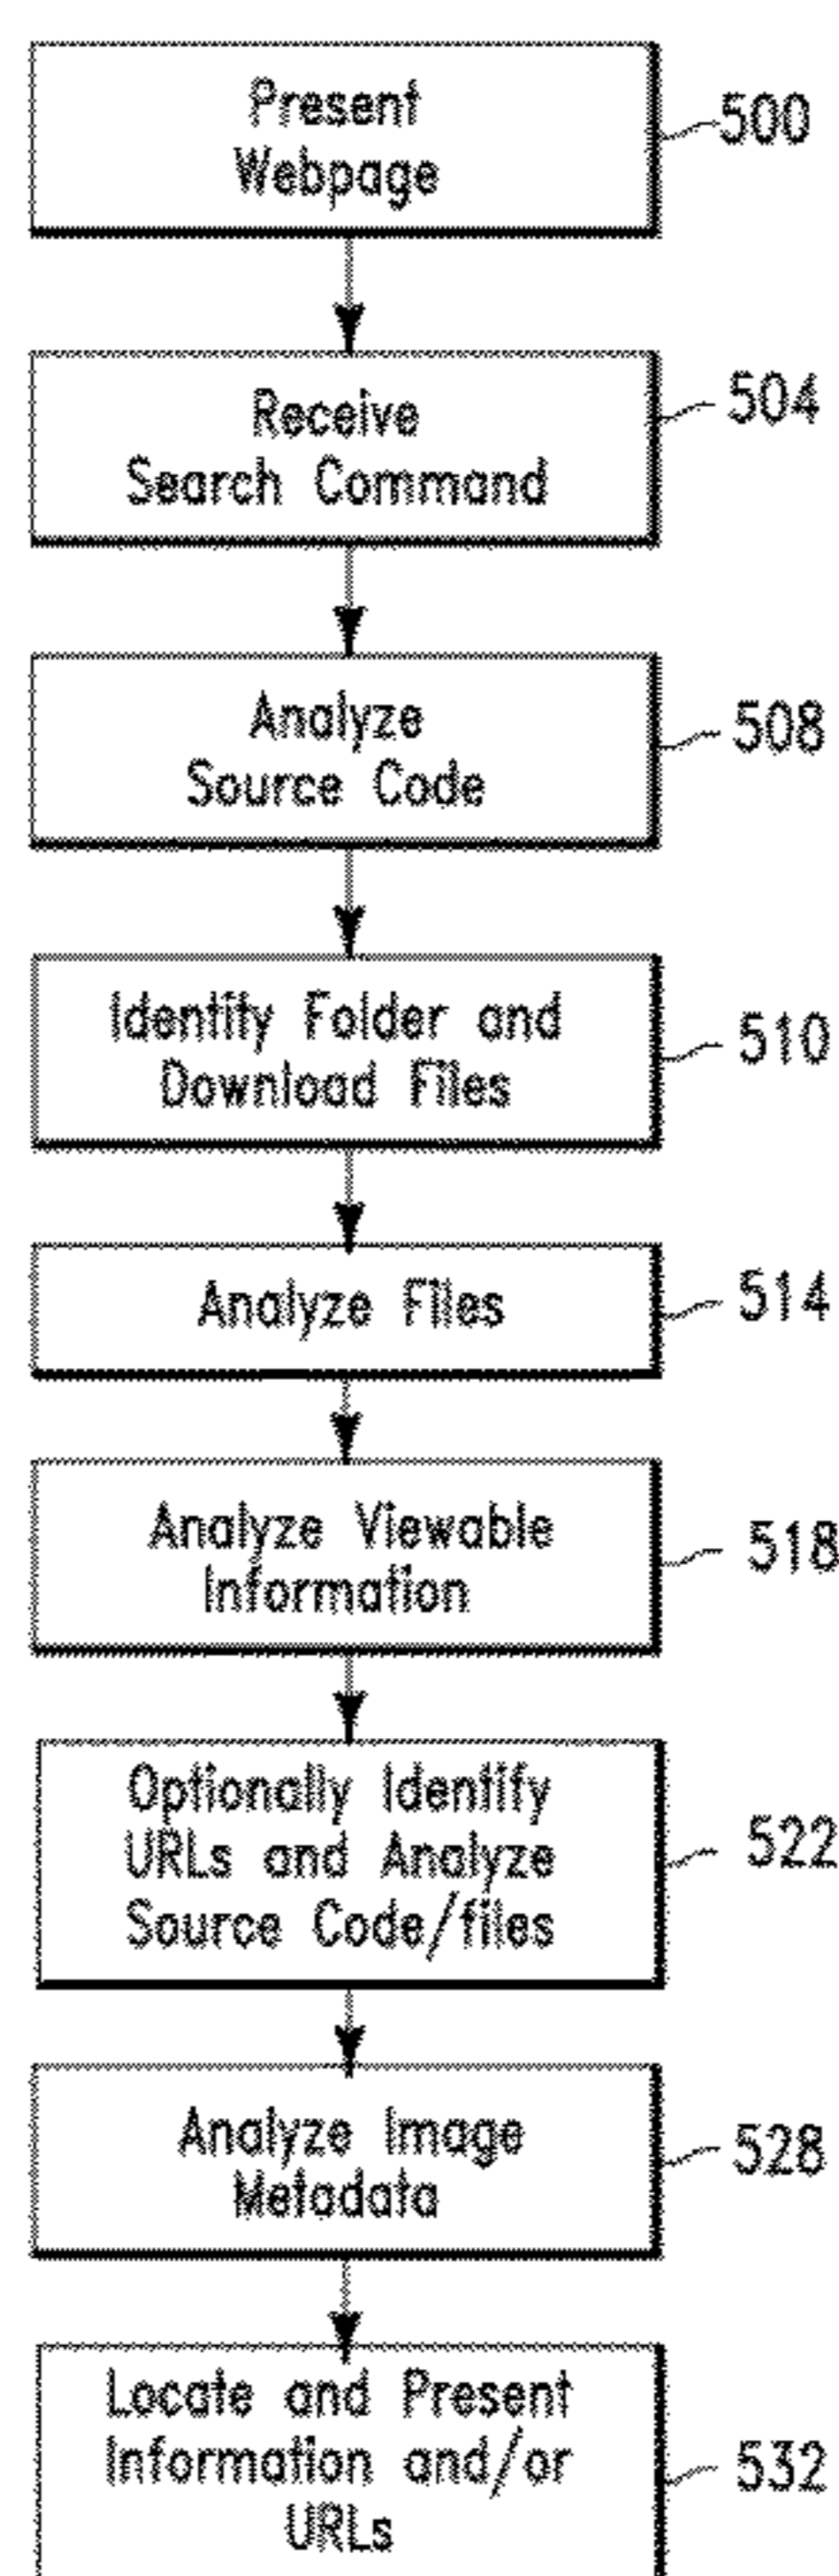 Present
Webpage
500
Receive
Search Command
504
Analyze
Source Code
508
Identify Folder and
Download Files
510
Analyze Files
514
Analyze Viewable
Information
518
Optionally Identify
URLs and Analyze
Source Code/files
522
Analyze Image
Metadata
528
Locate and Present
Information and/or
URLs
532